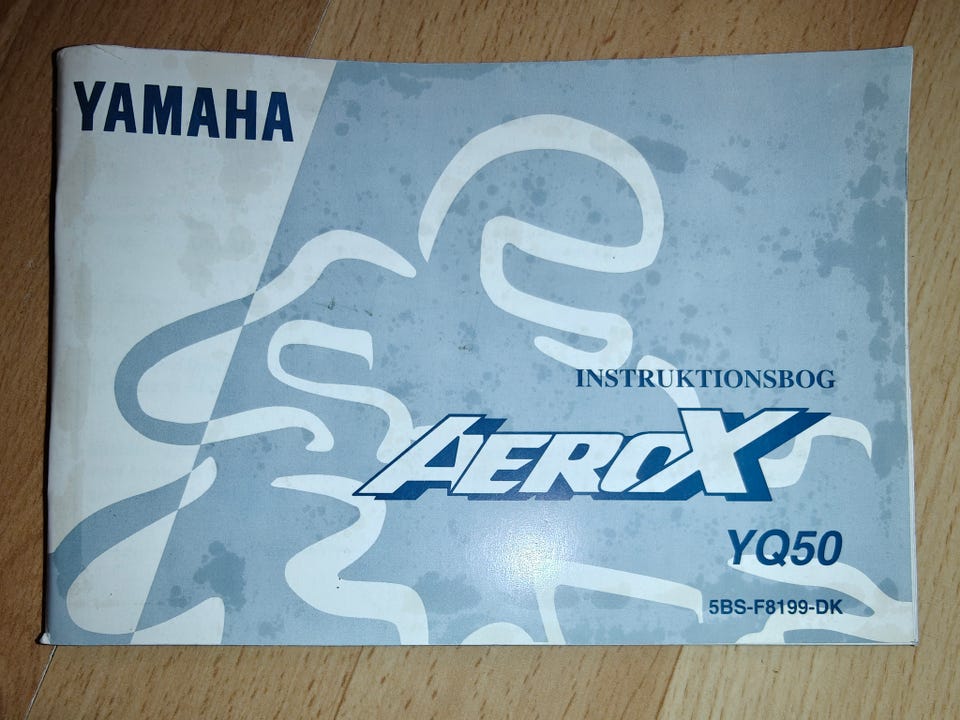 YAMAHA
INSTRUKTIONSBOG
AEROX
YQ50
5BS-F8199-DK